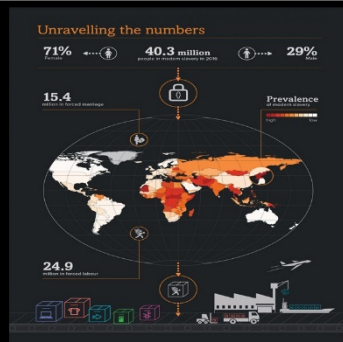 Unravelling the numbers
71%
Female
40.3 million
people in modern slavery in 2016
29%
Male
15.4
million in forced marriage
Prevalence
of modern slavery
high low
24.9
million in forced labour